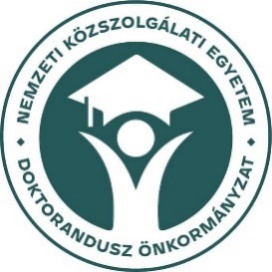 NEMZETI KÖZSZOLGÁLATI EGYETEM
DOKTORANDUSZ ÖNKORMÁNYZAT